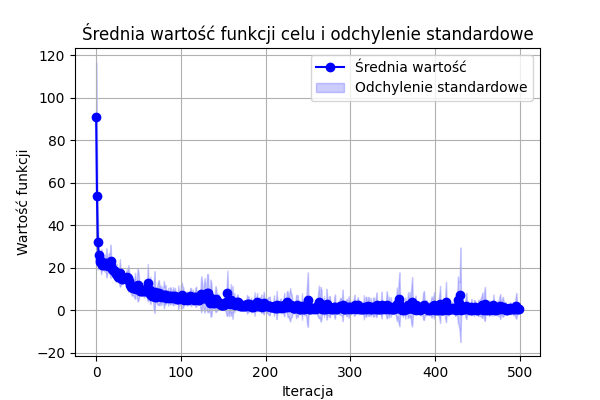 Średnia wartość funkcji celu i odchylenie standardowe
Średnia wartość
Odchylenie standardowe
Wartość funkcji
120
100
80
60
40
20
0
−20
0 100 200 300 400 500
Iteracja